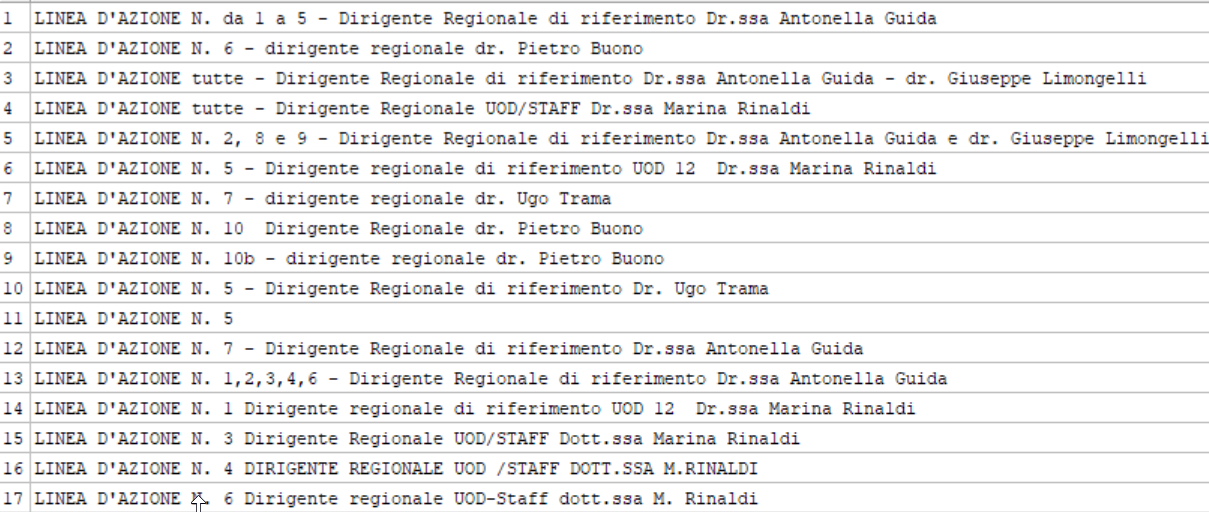 1 LINEA D'AZIONE N. da 1 a 5 - Dirigente Regionale di riferimento Dr.ssa Antonella Guida
2 LINEA D'AZIONE N. 6 - dirigente regionale dr. Pietro Buono
3 LINEA D'AZIONE tutte - Dirigente Regionale di riferimento Dr.ssa Antonella Guida - dr. Giuseppe Limongelli
4 LINEA D'AZIONE tutte - Dirigente Regionale UOD/STAFF Dr.ssa Marina Rinaldi
5 LINEA D'AZIONE N. 2, 8 e 9 - Dirigente Regionale di riferimento Dr.ssa Antonella Guida e dr. Giuseppe Limongelli
6 LINEA D'AZIONE N. 5 - Dirigente regionale di riferimento UOD 12  Dr.ssa Marina Rinaldi
7 LINEA D'AZIONE N. 7 - dirigente regionale dr. Ugo Trama
8 LINEA D'AZIONE N. 10  Dirigente Regionale dr. Pietro Buono
9 LINEA D'AZIONE N. 10b - dirigente regionale dr. Pietro Buono
10 LINEA D'AZIONE N. 5 - Dirigente Regionale di riferimento Dr. Ugo Trama
11 LINEA D'AZIONE N. 5
12 LINEA D'AZIONE N. 7 - Dirigente Regionale di riferimento Dr.ssa Antonella Guida
13 LINEA D'AZIONE N. 1,2,3,4,6 - Dirigente Regionale di riferimento Dr.ssa Antonella Guida
14 LINEA D'AZIONE N. 1 Dirigente regionale di riferimento UOD 12  Dr.ssa Marina Rinaldi
15 LINEA D'AZIONE N. 3 Dirigente Regionale UOD/STAFF Dott.ssa Marina Rinaldi
16 LINEA D'AZIONE N. 4 DIRIGENTE REGIONALE UOD /STAFF DOTT.SSA M.RINALDI
17 LINEA D'AZIONE N. 6 Dirigente regionale UOD-Staff dott.ssa M. Rinaldi